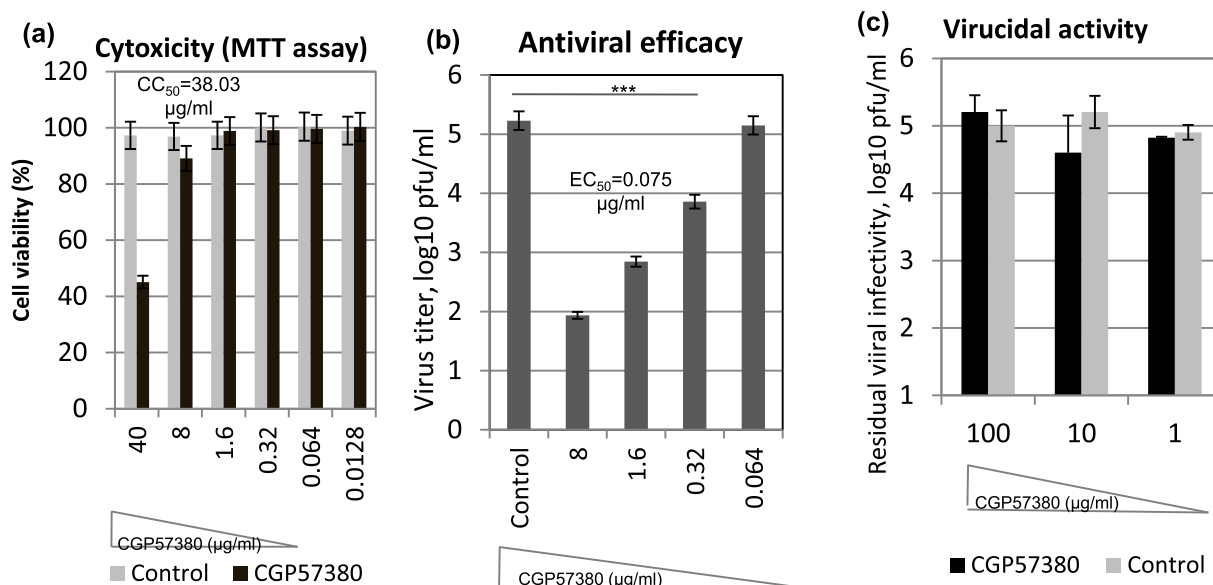 (a)
Cytoxicity (MTT assay)
CC50=38.03
µg/ml
Cell viability (%)
120
100
80
60
40
20
0
40
8
1.6
0.32
0.064
0.0128
CGP57380 (µg/ml)
Control
CGP57380
(b)
Antiviral efficacy
***
EC50=0.075
µg/ml
Virus titer, log10 pfu/ml
6
5
4
3
2
1
0
Control
8
1.6
0.32
0.064
CGP57380 (µg/ml)
(c)
Virucidal activity
Residual viiral infectivity, log10 pfu/ml
6
5
4
3
2
1
100
10
1
CGP57380 (µg/ml)
CGP57380
Control